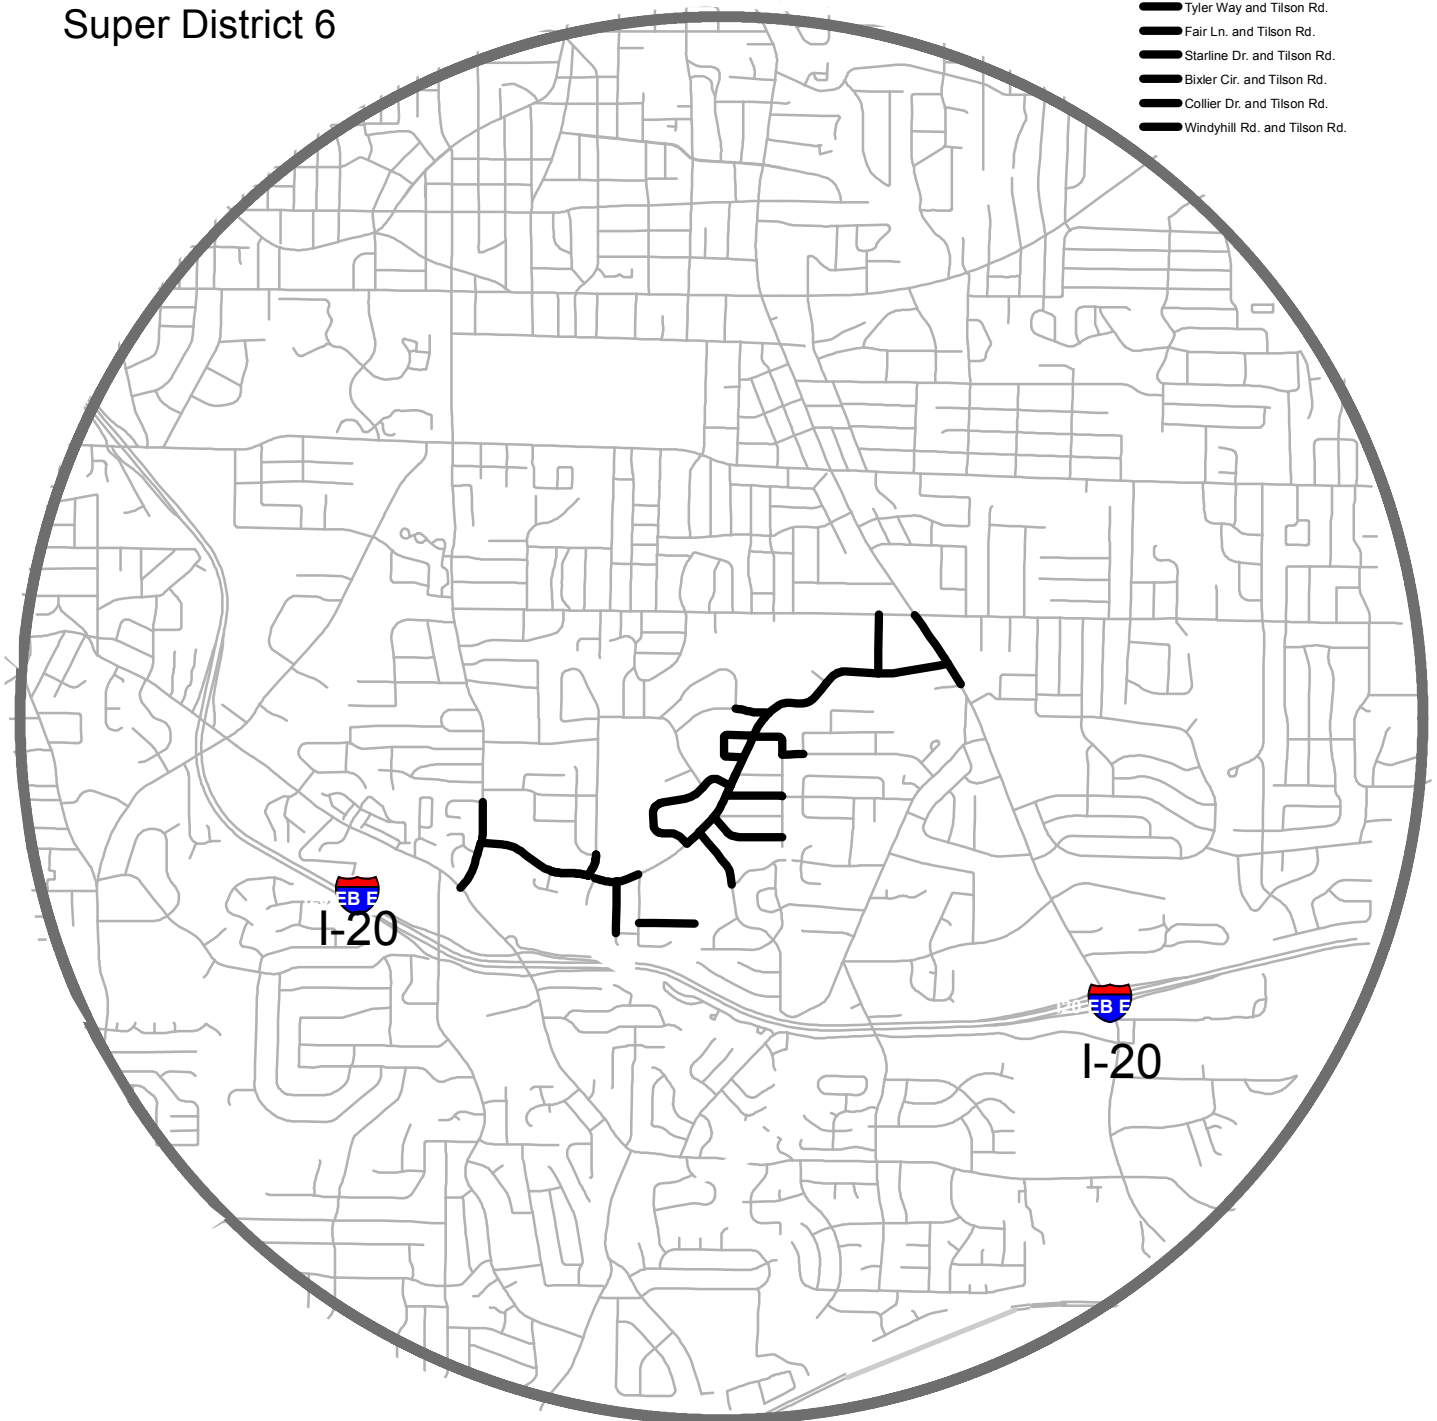 Super District 6
Tyler Way and Tilson Rd.
Fair Ln. and Tilson Rd.
Starline Dr. and Tilson Rd.
Bixler Cir. and Tilson Rd.
Collier Dr. and Tilson Rd.
Windyhill Rd. and Tilson Rd.
EB E
I-20
EB E
I-20